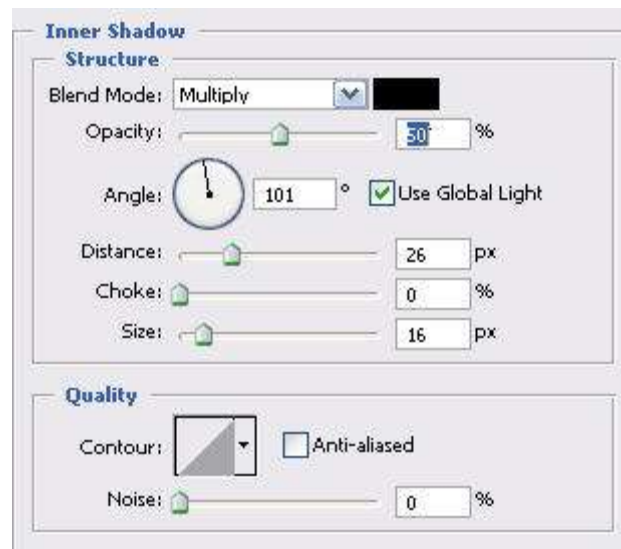 Inner Shadow
Structure
Blend Mode: Multiply
Opacity: 50 %
Angle: 101 ° Use Global Light
Distance: 26 px
Choke: 0 %
Size: 16 px
Quality
Contour: Anti-aliased
Noise: 0 %